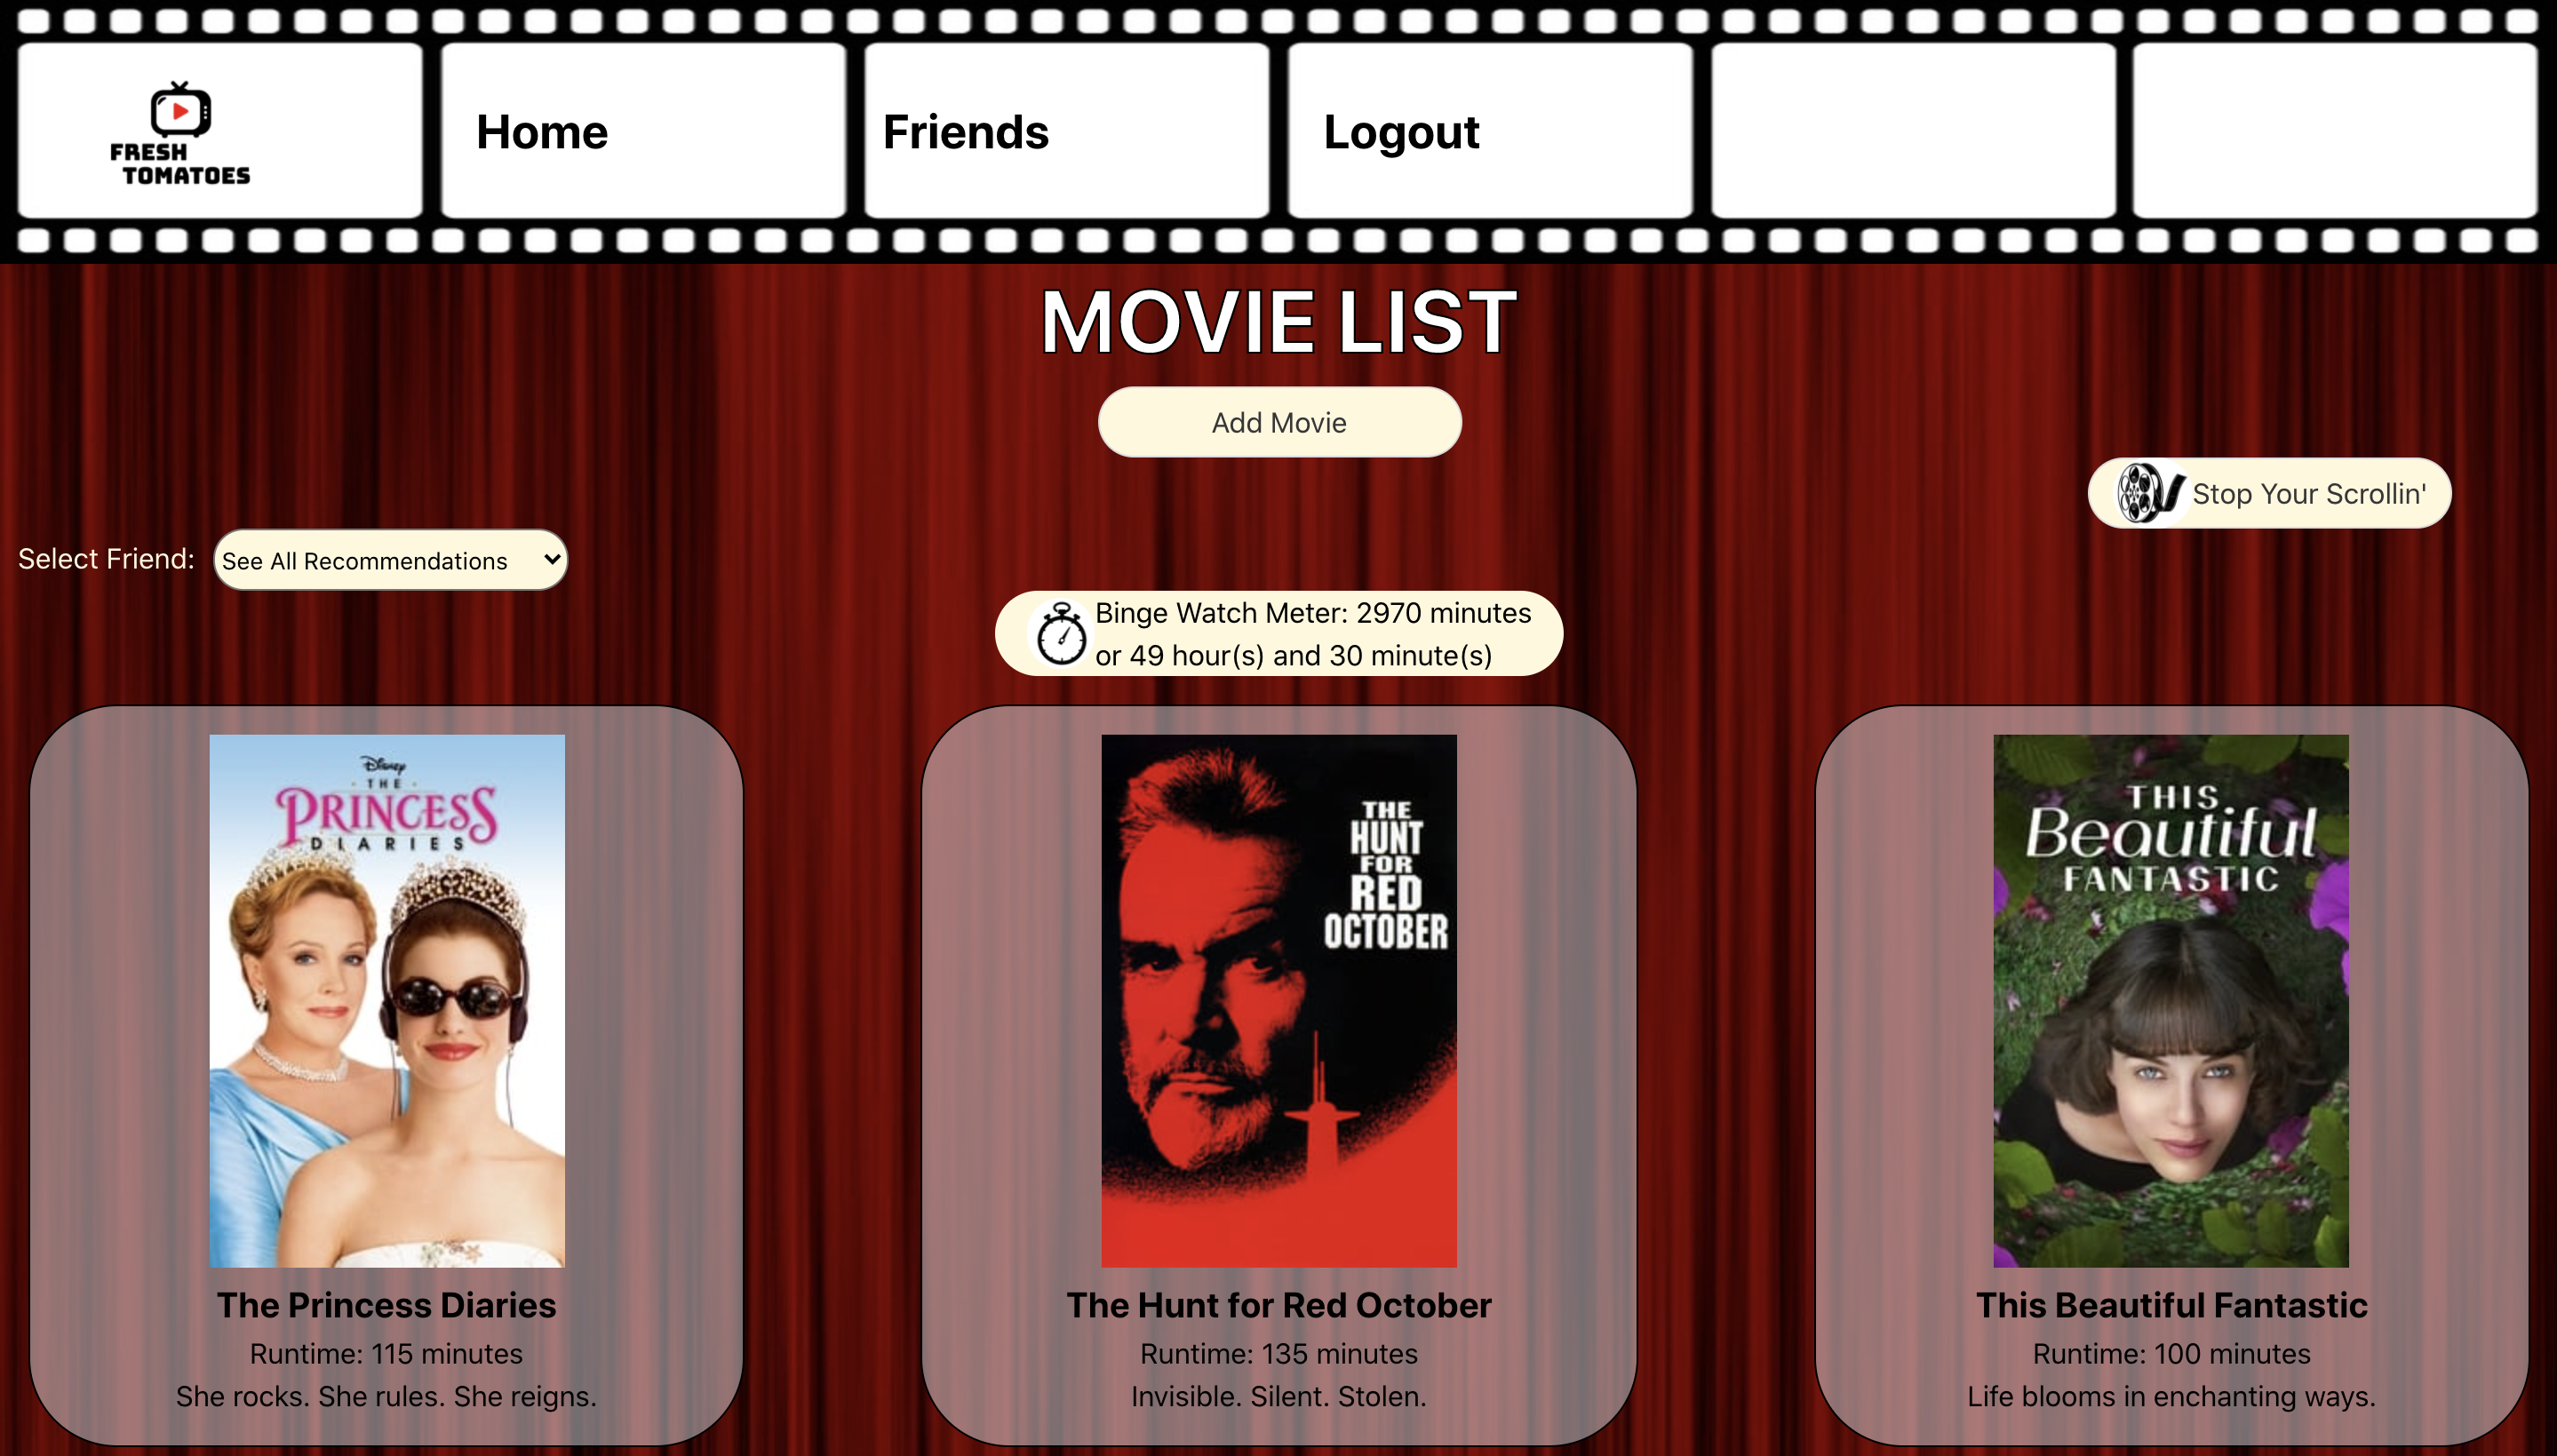 FRESH
TOMATOES
Home
Friends
Logout
MOVIE LIST
Add Movie
Stop Your Scrollin'
Select Friend:
See All Recommendations
Binge Watch Meter: 2970 minutes
or 49 hour(s) and 30 minute(s)
Disney
THE
PRINCESS
DIARIES
The Princess Diaries
Runtime: 115 minutes
She rocks. She rules. She reigns.
THE
HUNT
FOR
RED
OCTOBER
The Hunt for Red October
Runtime: 135 minutes
Invisible. Silent. Stolen.
THIS
Beautiful
FANTASTIC
This Beautiful Fantastic
Runtime: 100 minutes
Life blooms in enchanting ways.